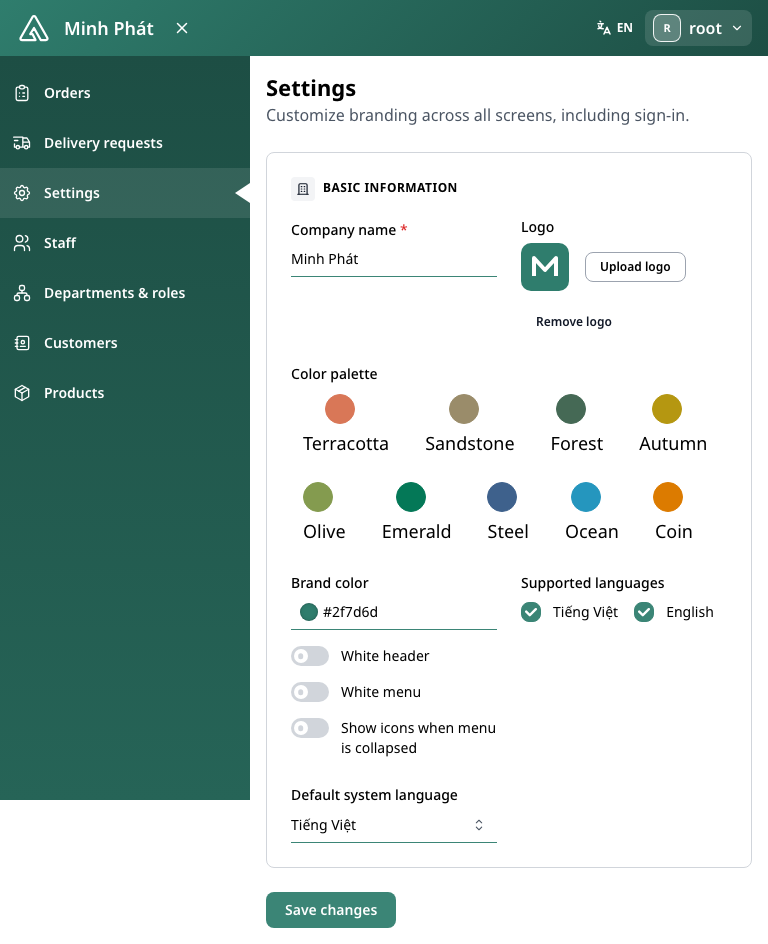 Minh Phát
EN
R
root
Orders
Delivery requests
Settings
Staff
Departments & roles
Customers
Products
Settings
Customize branding across all screens, including sign-in.
BASIC INFORMATION
Company name *
Minh Phát
Logo
M
Upload logo
Remove logo
Color palette
Terracotta
Sandstone
Forest
Autumn
Olive
Emerald
Steel
Ocean
Coin
Brand color
#2f7d6d
Supported languages
Tiếng Việt
English
White header
White menu
Show icons when menu
is collapsed
Default system language
Tiếng Việt
Save changes